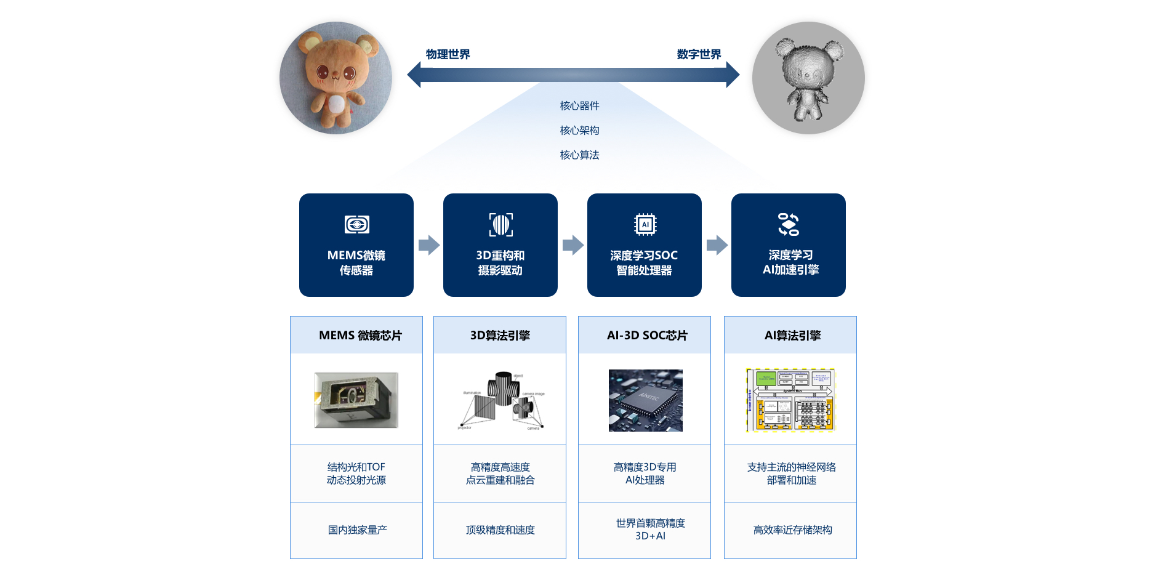 物理世界
数字世界
核心器件
核心架构
核心算法
MEMS微镜
传感器
3D重构和
摄影驱动
深度学习SOC
智能处理器
深度学习
AI加速引擎
AI
MEMS 微镜芯片
3D算法引擎
AI-3D SOC芯片
AI算法引擎
object
camera image
projector
camera
结构光和TOF
动态投射光源
高精度高速度
点云重建和融合
高精度3D专用
AI处理器
支持主流的神经网络
部署和加速
国内独家量产
顶级精度和速度
世界首颗高精度
3D+AI
高效率近存储架构